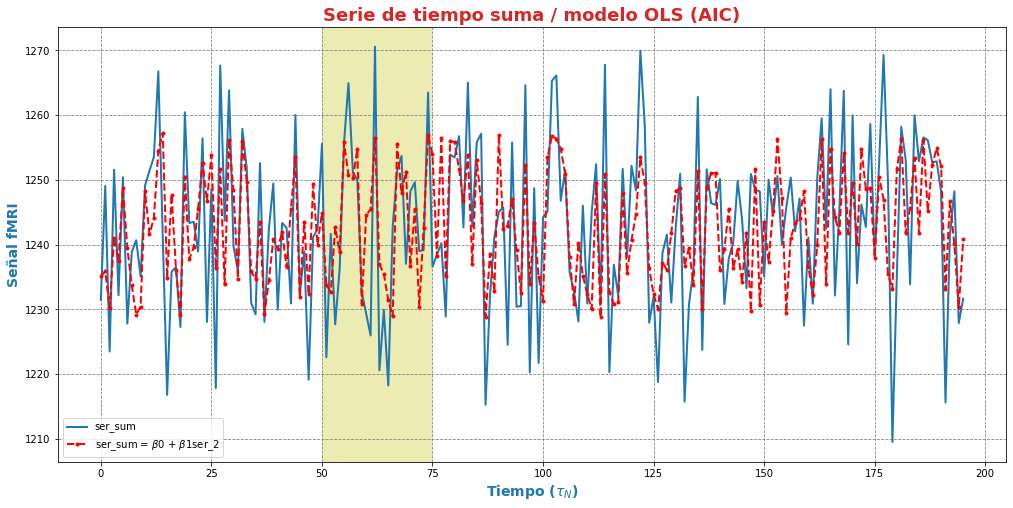 Serie de tiempo suma / modelo OLS (AIC)
Señal fMRI
1270
1260
1250
1240
1230
1220
1210
ser_sum
ser_sum = β0 + β1ser_2
0 25 50 75 100 125 150 175 200
Tiempo (τ_N)